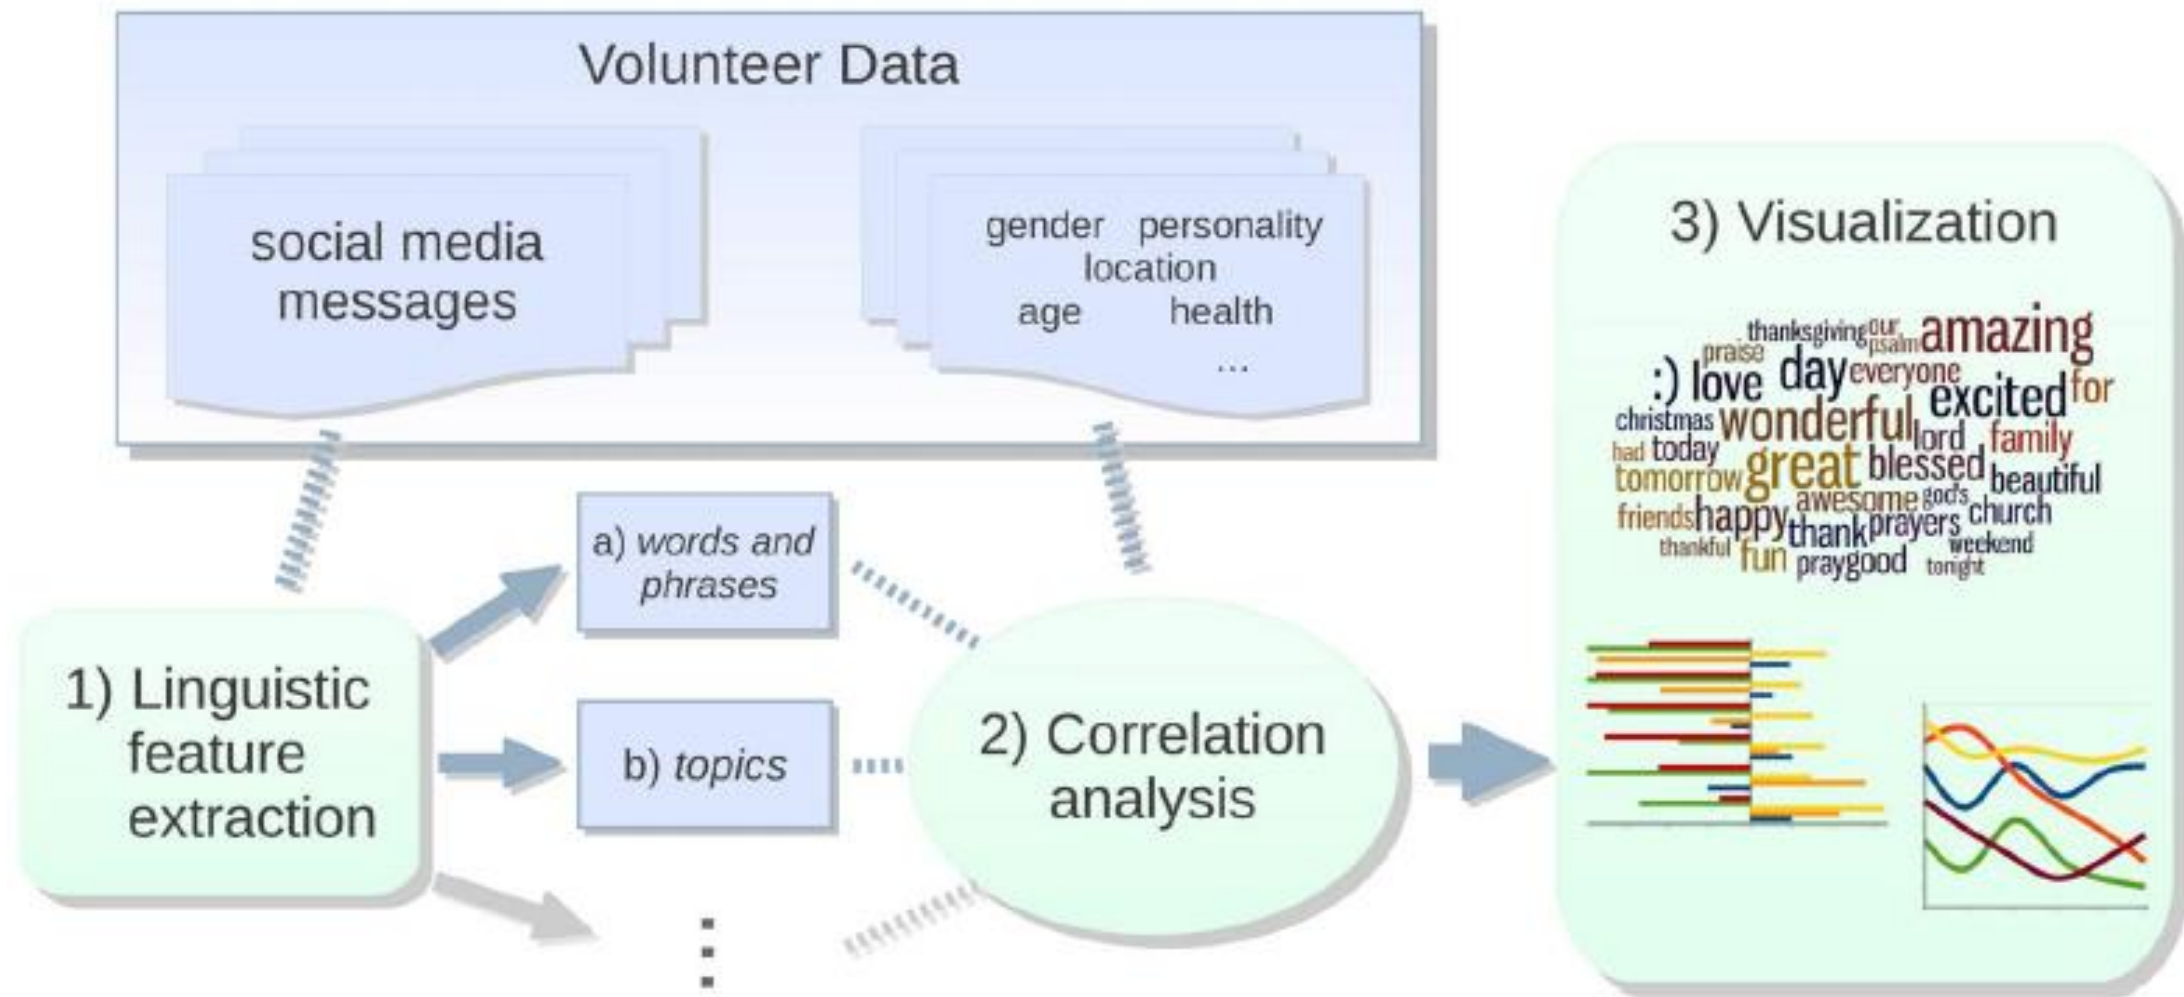 Volunteer Data
social media
messages
gender personality
location
age health
...
a) words and
phrases
1) Linguistic
feature
extraction
b) topics
2) Correlation
analysis
3) Visualization
thanksgiving our psalm amazing
praise
:) love day everyone excited for
christmas wonderful lord family
had today
tomorrow great blessed beautiful
awesome god's church
friends happy thank prayers
thankful fun pray good weekend
tonight